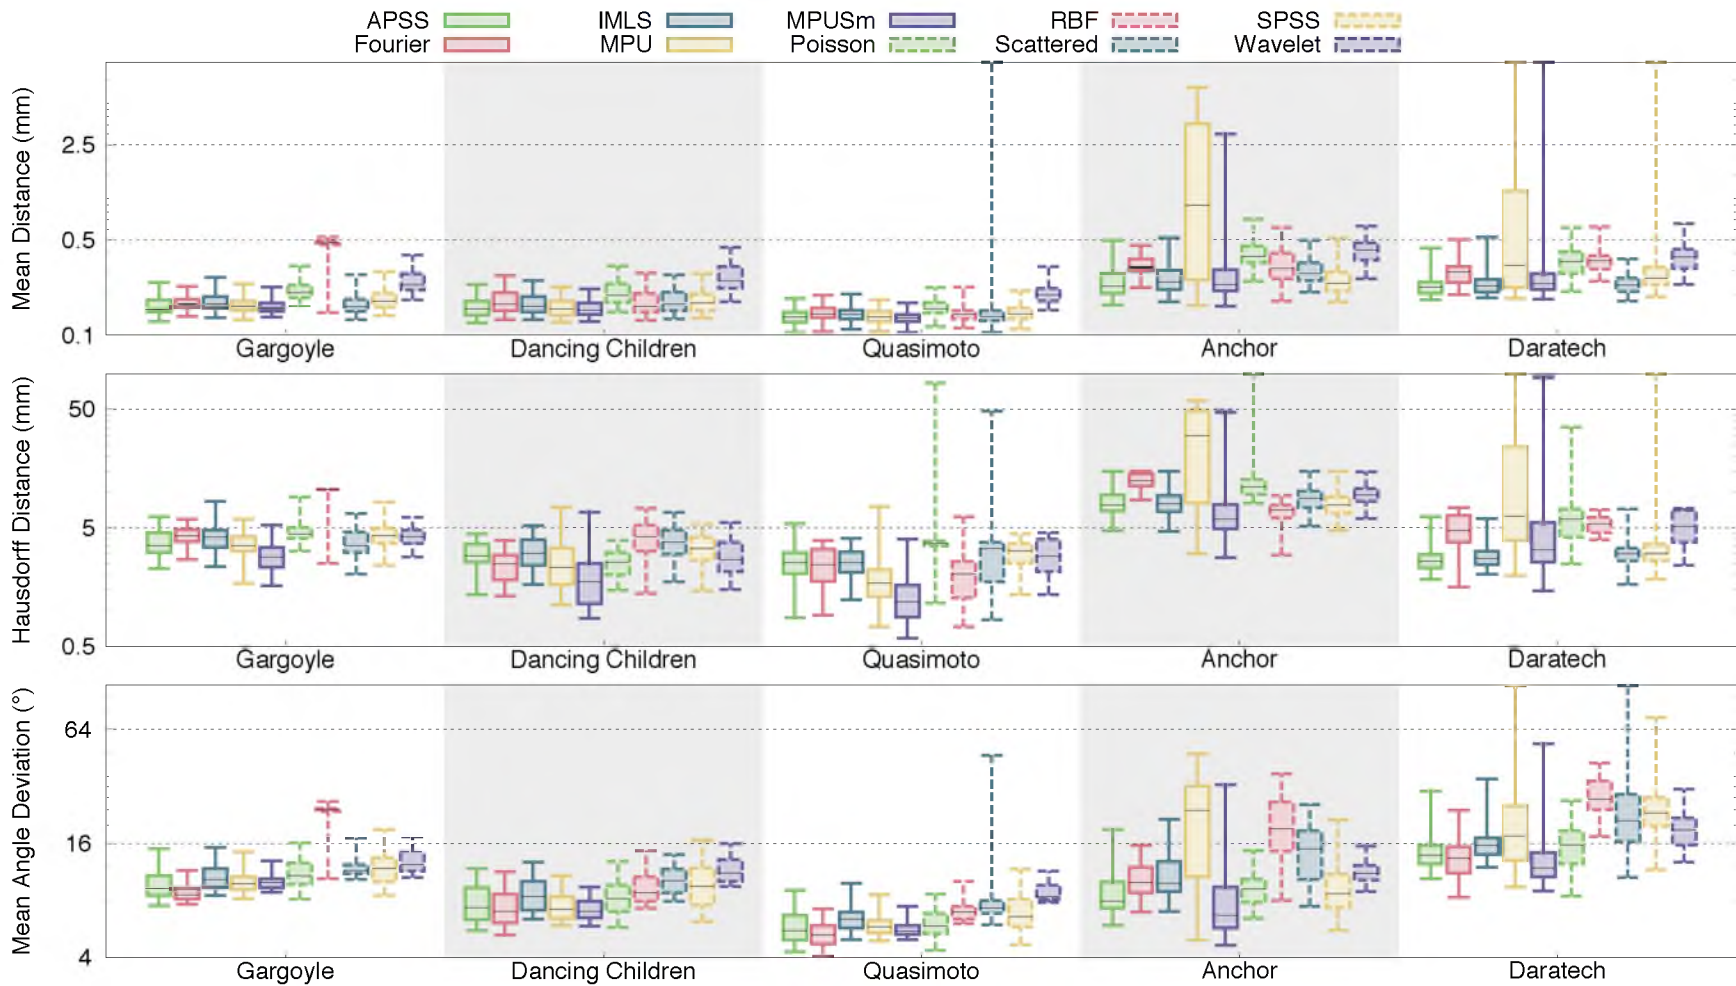 APSS IMLS MPUSm RBF SPSS
Fourier MPU Poisson Scattered Wavelet
Mean Distance (mm)
2.5
0.5
0.1
Gargoyle Dancing Children Quasimoto Anchor Daratech
Hausdorff Distance (mm)
50
5
0.5
Gargoyle Dancing Children Quasimoto Anchor Daratech
Mean Angle Deviation (°)
64
16
4
Gargoyle Dancing Children Quasimoto Anchor Daratech